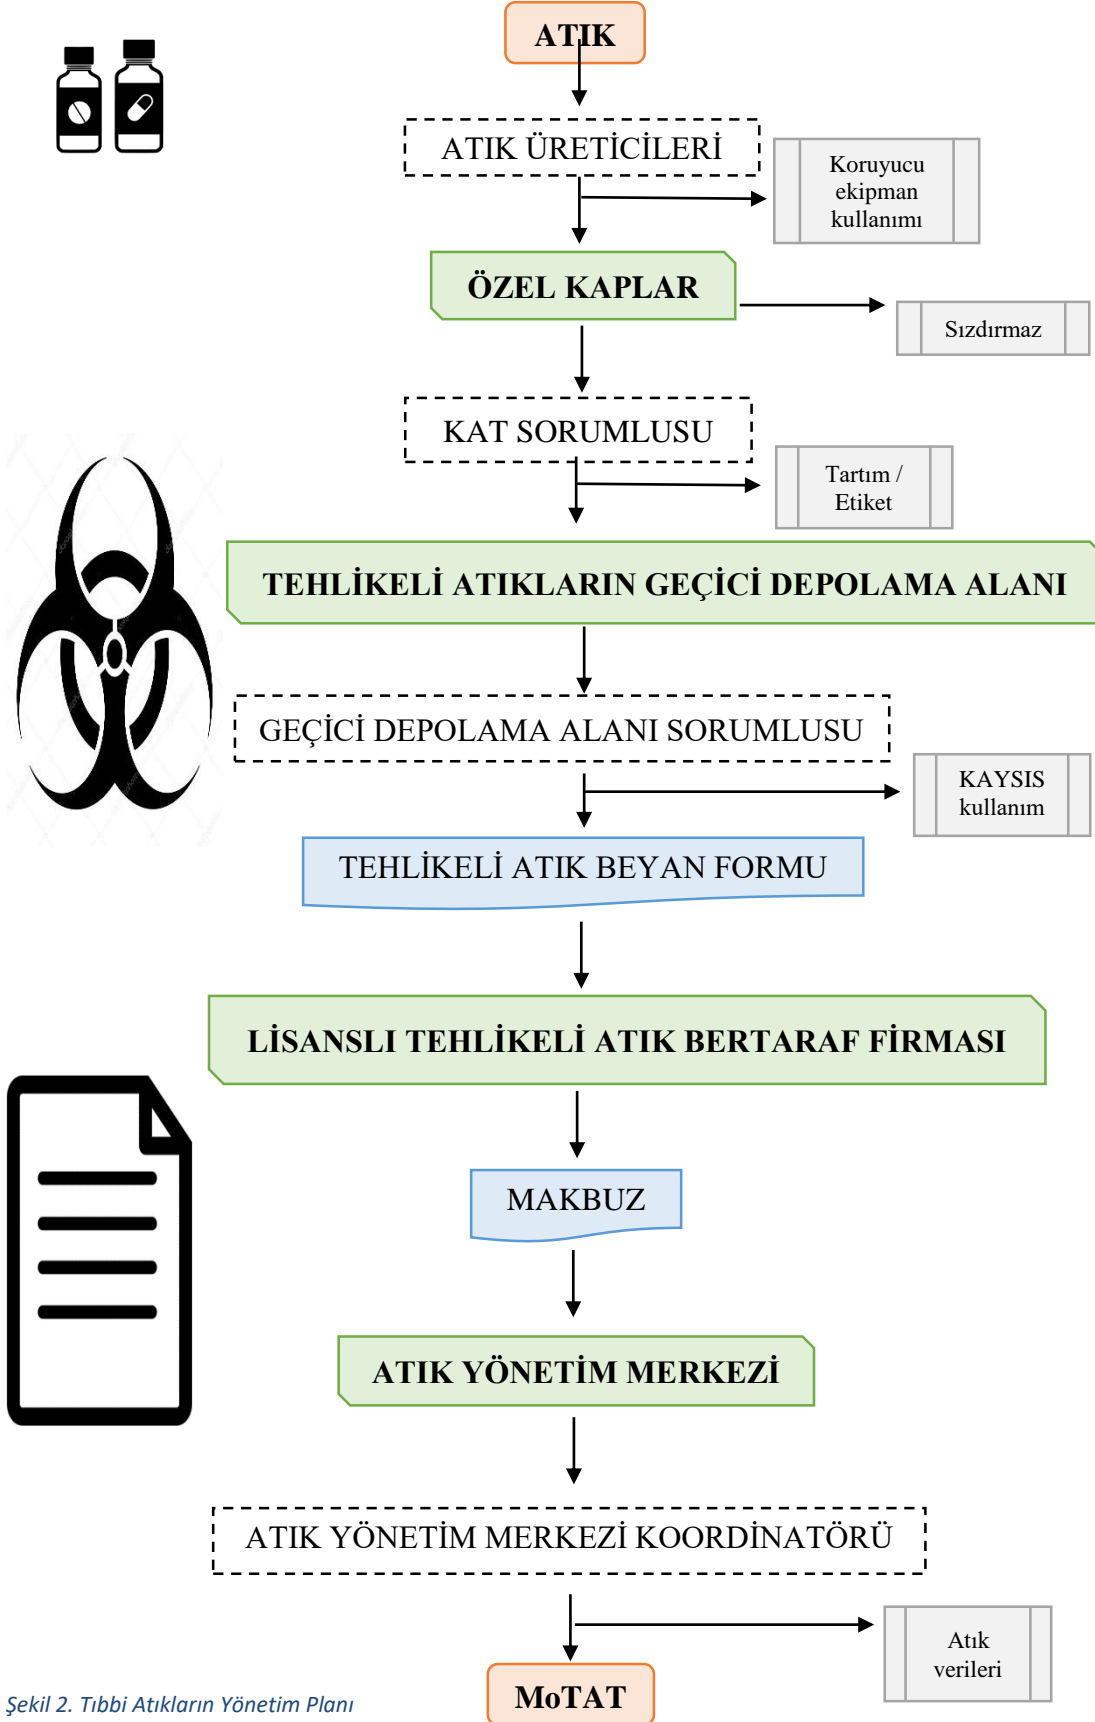 ATIK
ATIK ÜRETİCİLERİ
Koruyucu
ekipman
kullanımı
ÖZEL KAPLAR
Sızdırmaz
KAT SORUMLUSU
Tartım /
Etiket
TEHLİKELİ ATIKLARIN GEÇİCİ DEPOLAMA ALANI
GEÇİCİ DEPOLAMA ALANI SORUMLUSU
KAYSIS
kullanım
TEHLİKELİ ATIK BEYAN FORMU
LİSANSLI TEHLİKELİ ATIK BERTARAF FİRMASI
MAKBUZ
ATIK YÖNETİM MERKEZİ
ATIK YÖNETİM MERKEZİ KOORDİNATÖRÜ
Atık
verileri
MoTAT
Şekil 2. Tıbbi Atıkların Yönetim Planı